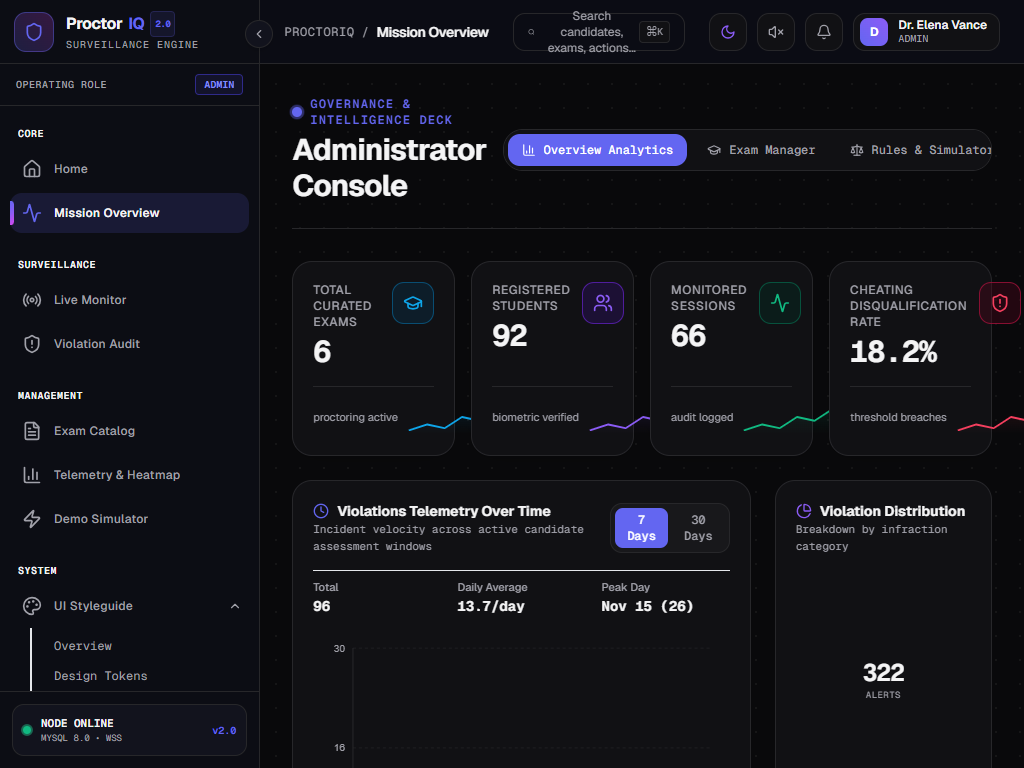 Proctor IQ 2.0
SURVEILLANCE ENGINE
OPERATING ROLE
ADMIN
CORE
Home
Mission Overview
SURVEILLANCE
Live Monitor
Violation Audit
MANAGEMENT
Exam Catalog
Telemetry & Heatmap
Demo Simulator
SYSTEM
UI Styleguide
Overview
Design Tokens
NODE ONLINE
MYSQL 8.0 • WSS
v2.0
PROCTORIQ / Mission Overview
Search
candidates,
exams, actions…
⌘K
D
Dr. Elena Vance
ADMIN
GOVERNANCE &
INTELLIGENCE DECK
Administrator
Console
Overview Analytics
Exam Manager
Rules & Simulator
TOTAL
CURATED
EXAMS
6
proctoring active
REGISTERED
STUDENTS
92
biometric verified
MONITORED
SESSIONS
66
audit logged
CHEATING
DISQUALIFICATION
RATE
18.2%
threshold breaches
Violations Telemetry Over Time
Incident velocity across active candidate
assessment windows
7
Days
30
Days
Total
96
Daily Average
13.7/day
Peak Day
Nov 15 (26)
30
16
Violation Distribution
Breakdown by infraction
category
322
ALERTS